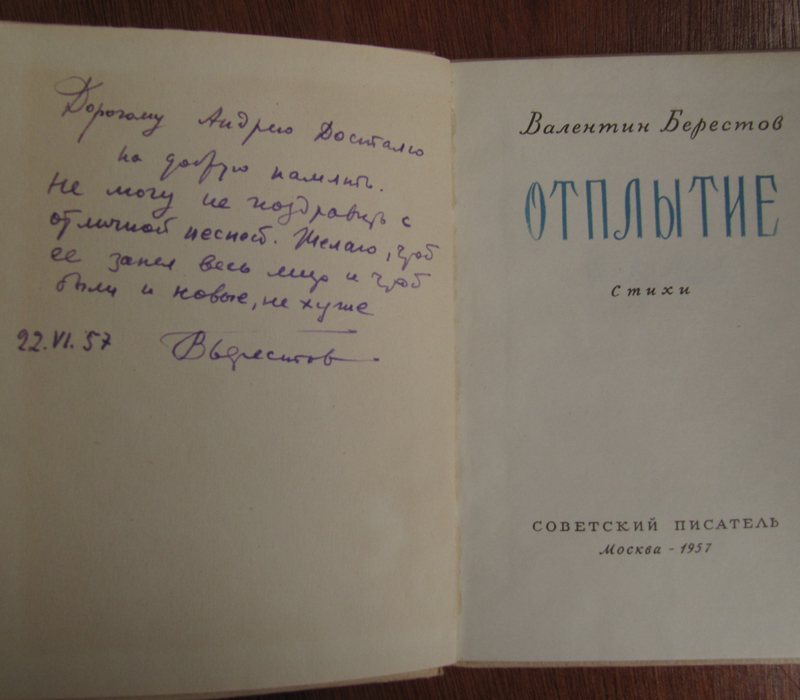 Дорогому Андрею Досталю
на добрую память.
Не могу не поздравить с
отличной песней. Желаю, чтоб
ее запел весь мир и чтоб
были и новые, не хуже
22.VI.57 В Берестов
Валентин Берестов
ОТПЛЫТИЕ
Стихи
СОВЕТСКИЙ ПИСАТЕЛЬ
Москва - 1957